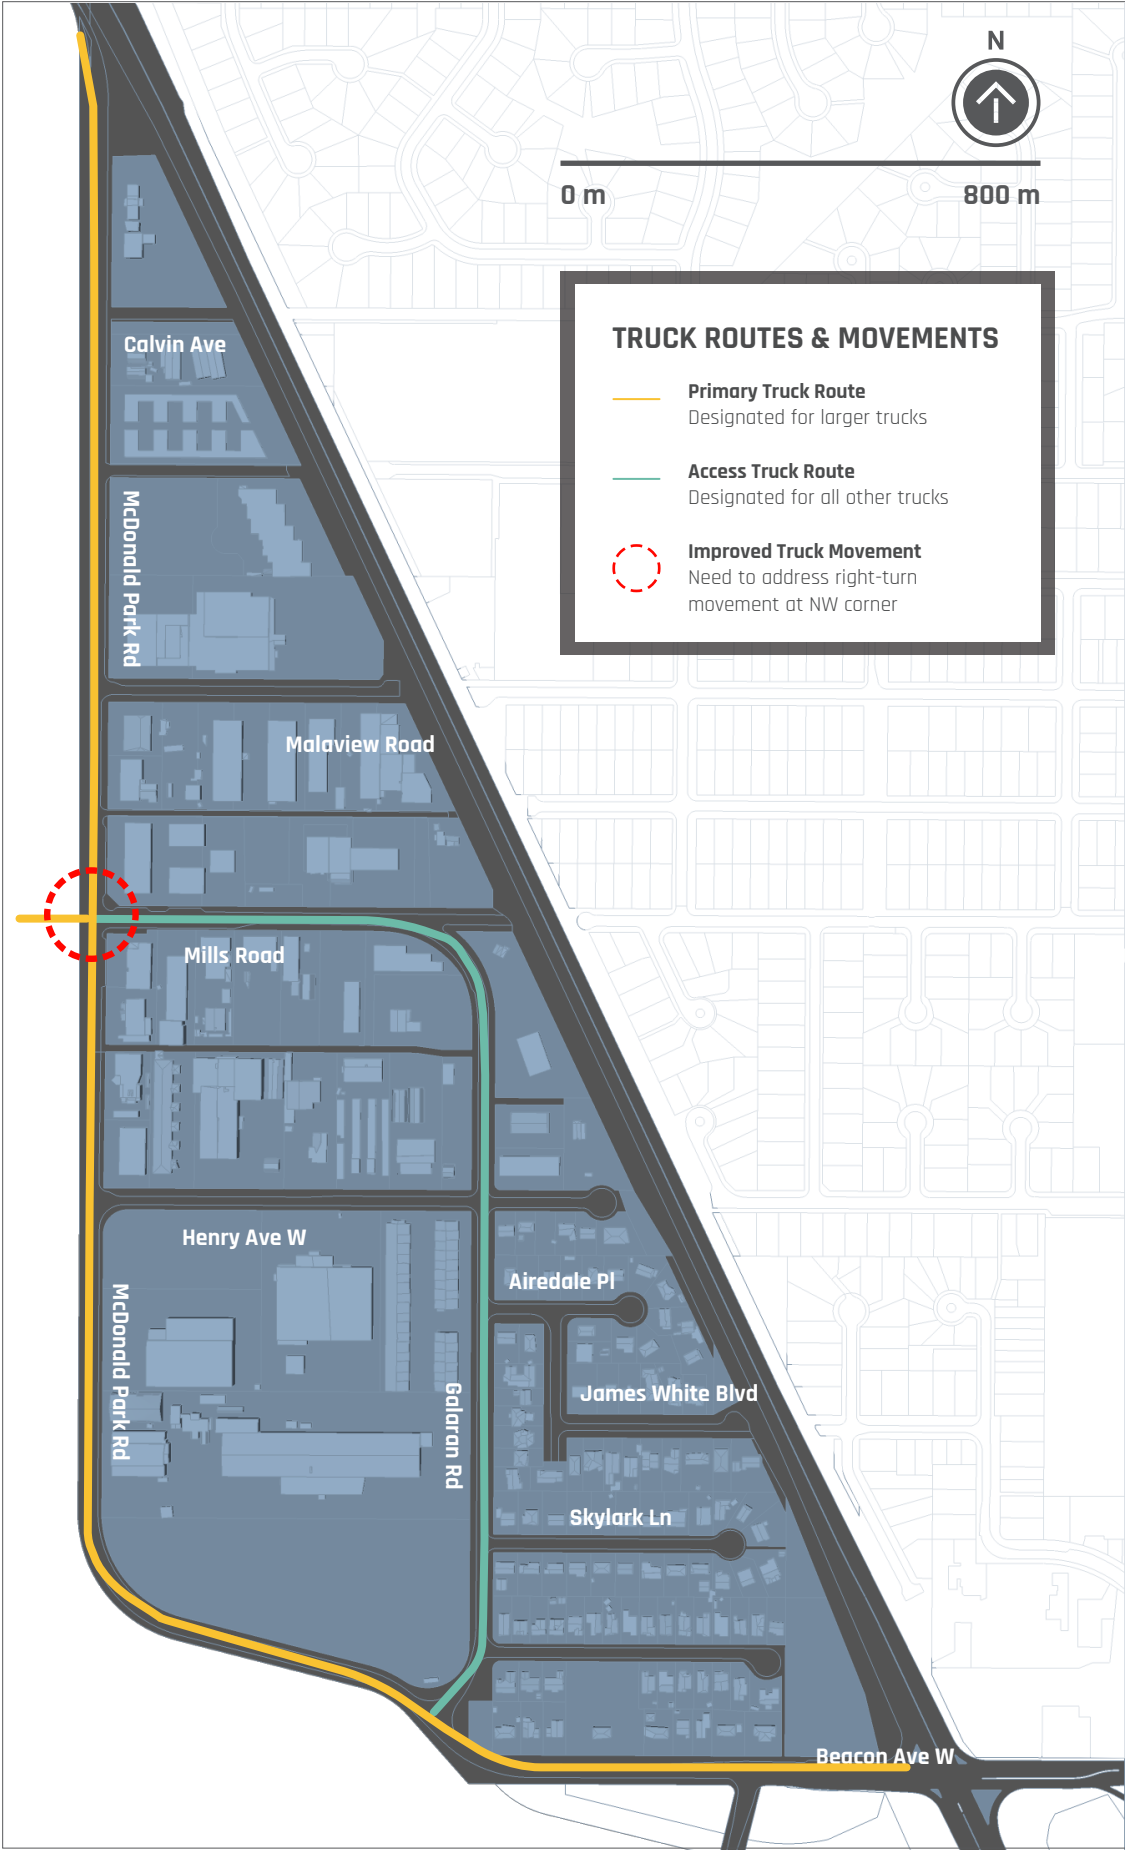 N
0 m
800 m
TRUCK ROUTES & MOVEMENTS
Primary Truck Route
Designated for larger trucks
Access Truck Route
Designated for all other trucks
Improved Truck Movement
Need to address right-turn
movement at NW corner
Calvin Ave
McDonald Park Rd
Malaview Road
Mills Road
Henry Ave W
Airedale Pl
McDonald Park Rd
Galaran Rd
James White Blvd
Skylark Ln
Beacon Ave W